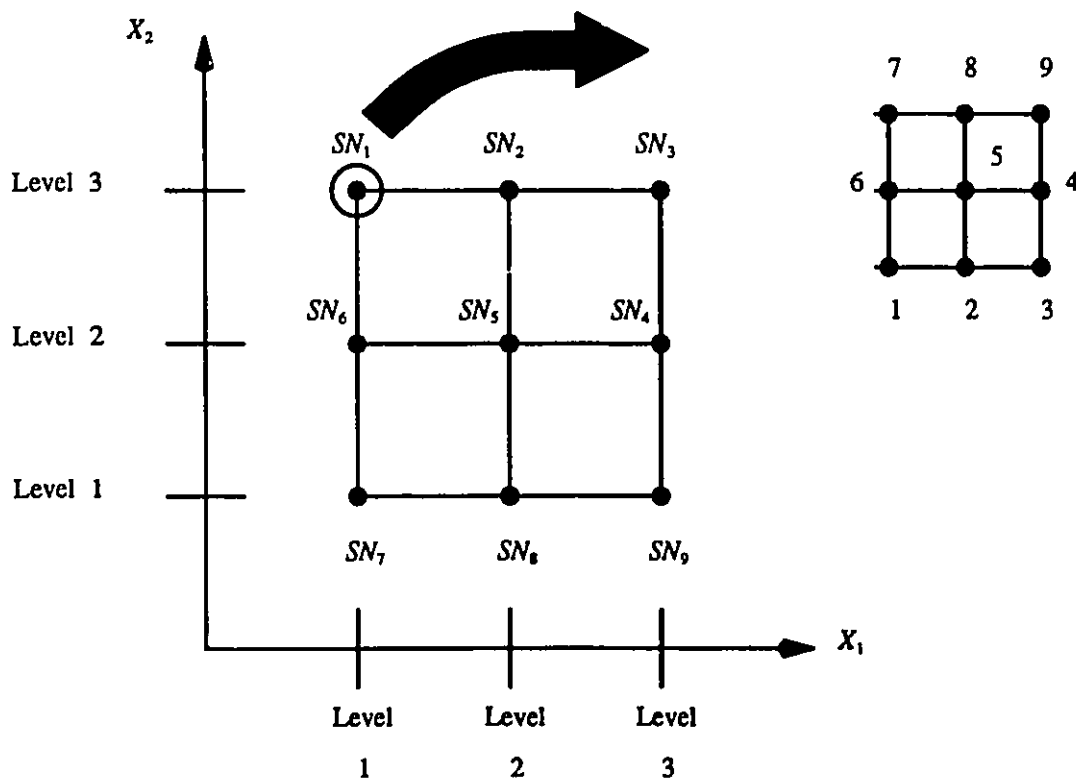 X₂
7 8 9
SN₁ SN₂ SN₃
Level 3
5
6 4
SN₆ SN₅ SN₄
1 2 3
Level 2
Level 1
SN₇ SN₈ SN₉
X₁
Level Level Level
1 2 3